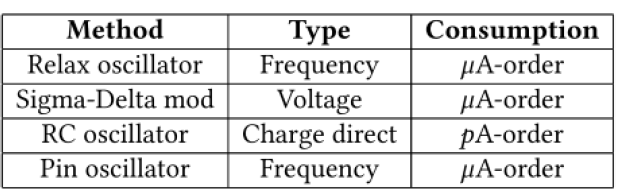 Method Type Consumption
Relax oscillator Frequency μA-order
Sigma-Delta mod Voltage μA-order
RC oscillator Charge direct pA-order
Pin oscillator Frequency μA-order